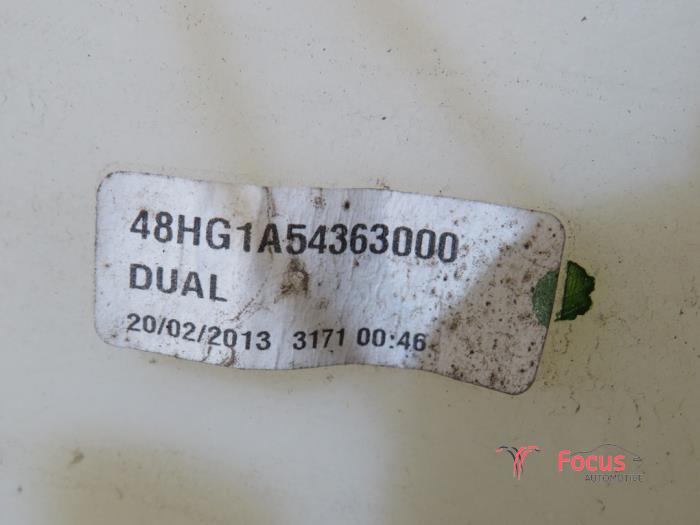 48HG1A54363000
DUAL
20/02/2013 3171 00:46
Focus
AUTOMOTIVE